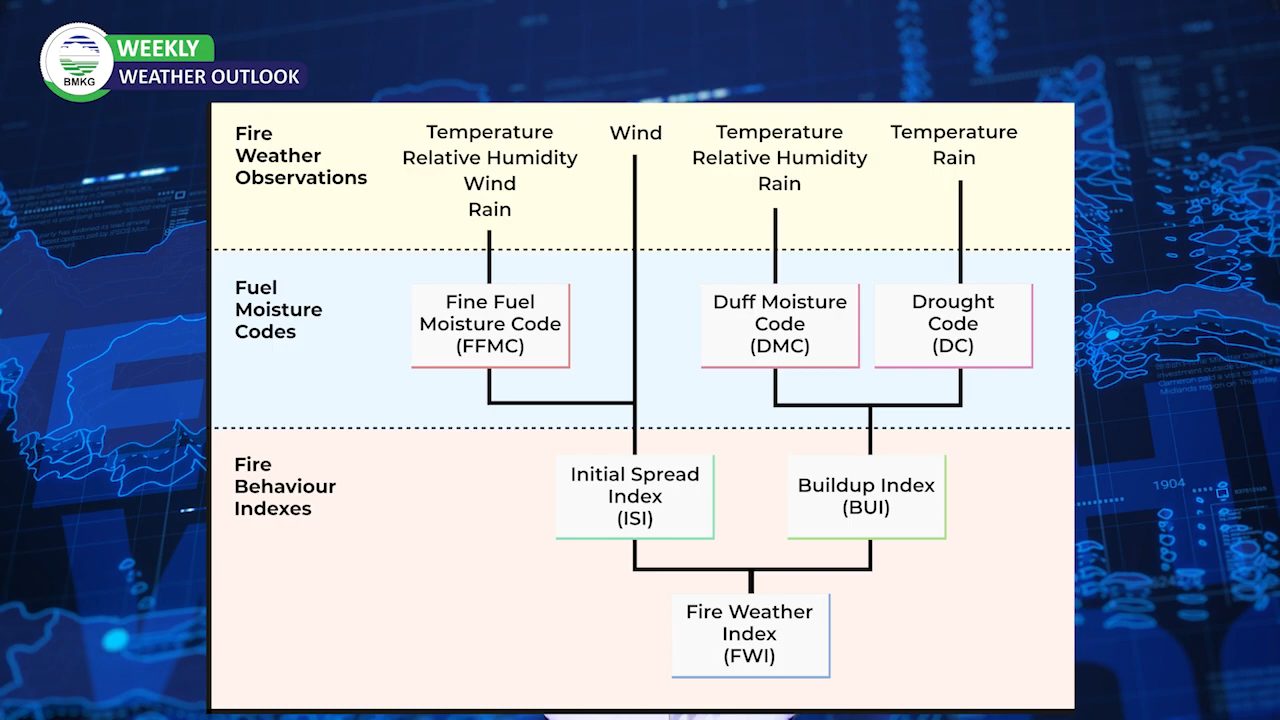 WEEKLY
WEATHER OUTLOOK
BMKG
Fire
Weather
Observations
Temperature
Relative Humidity
Wind
Rain
Wind
Temperature
Relative Humidity
Rain
Temperature
Rain
Fuel
Moisture
Codes
Fine Fuel
Moisture Code
(FFMC)
Duff Moisture
Code
(DMC)
Drought
Code
(DC)
Fire
Behaviour
Indexes
Initial Spread
Index
(ISI)
Buildup Index
(BUI)
Fire Weather
Index
(FWI)
1904